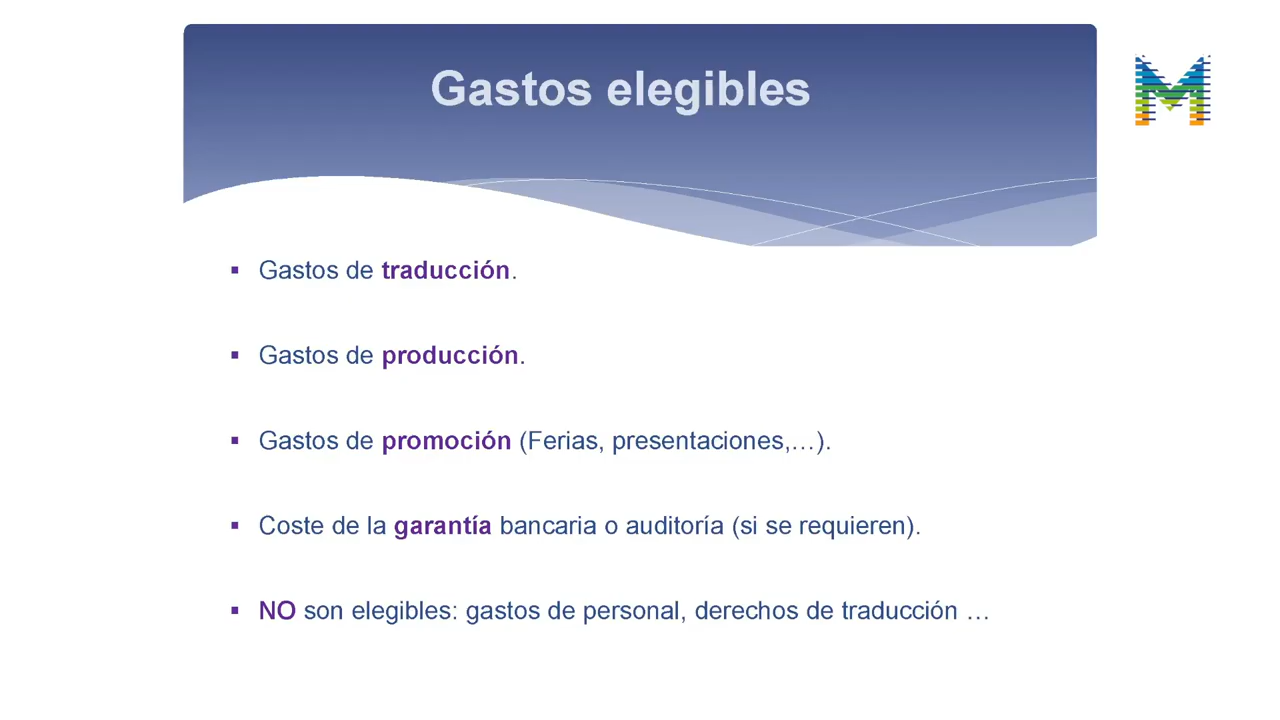 Gastos elegibles
▪ Gastos de traducción.
▪ Gastos de producción.
▪ Gastos de promoción (Ferias, presentaciones,…).
▪ Coste de la garantía bancaria o auditoría (si se requieren).
▪ NO son elegibles: gastos de personal, derechos de traducción …